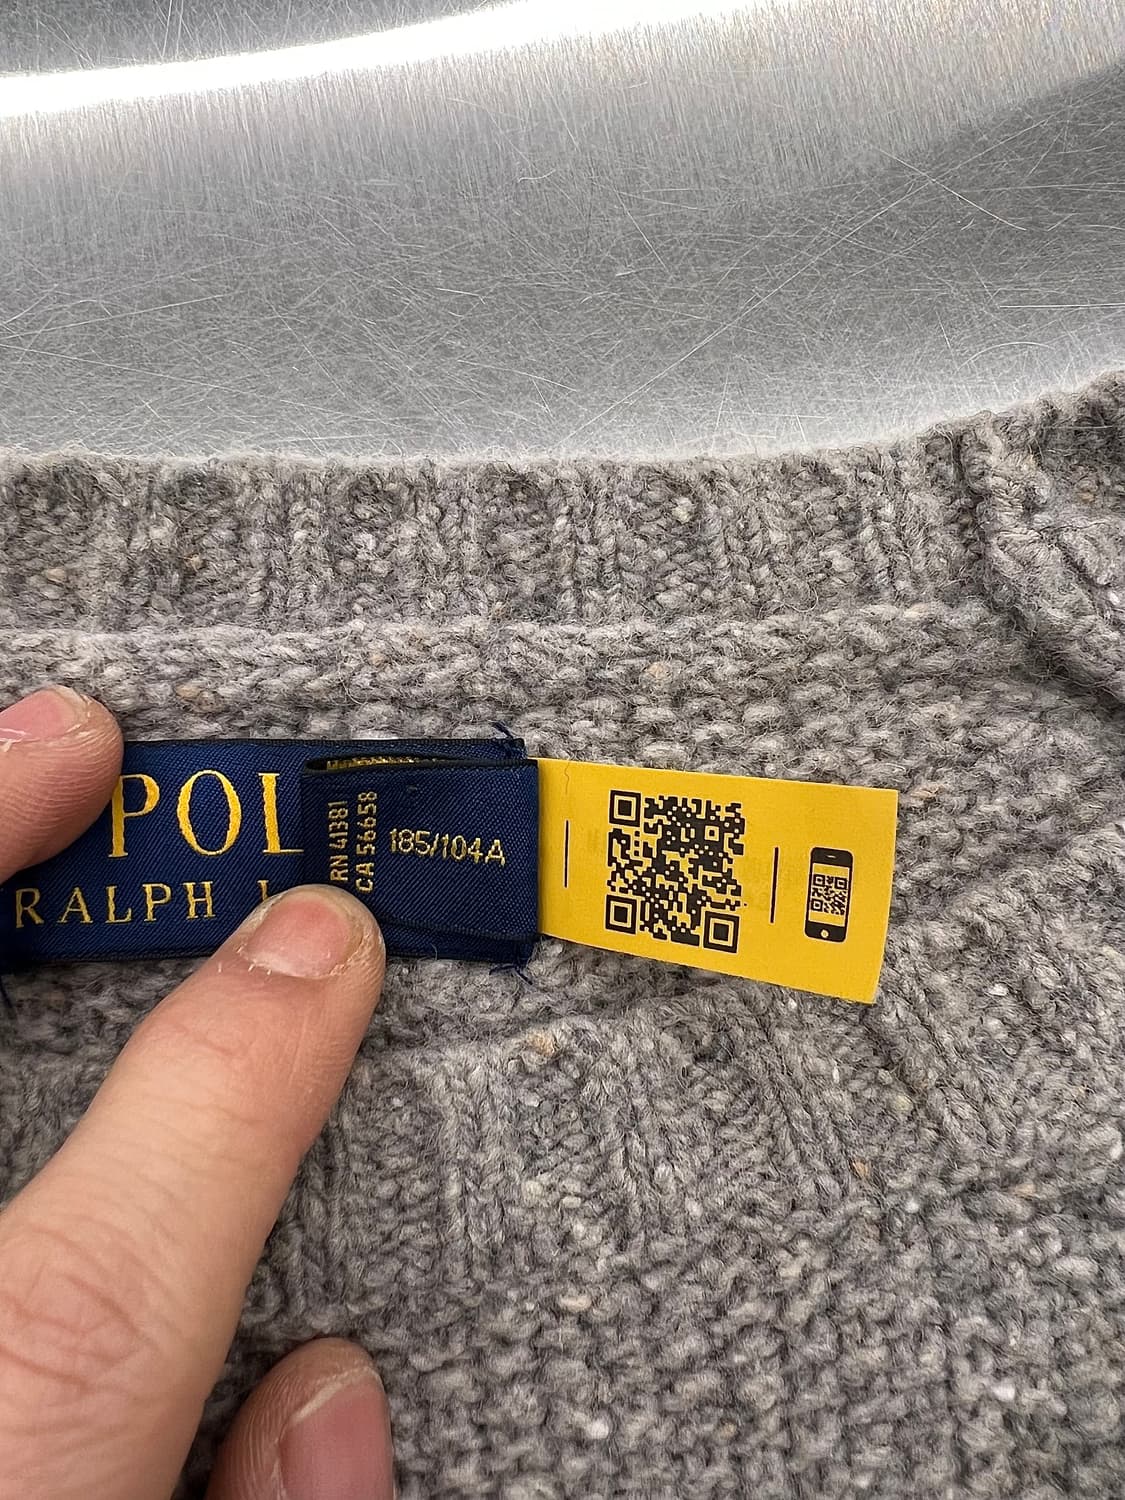 POL
RALPH L
RN 41381
CA 56658
185/104A